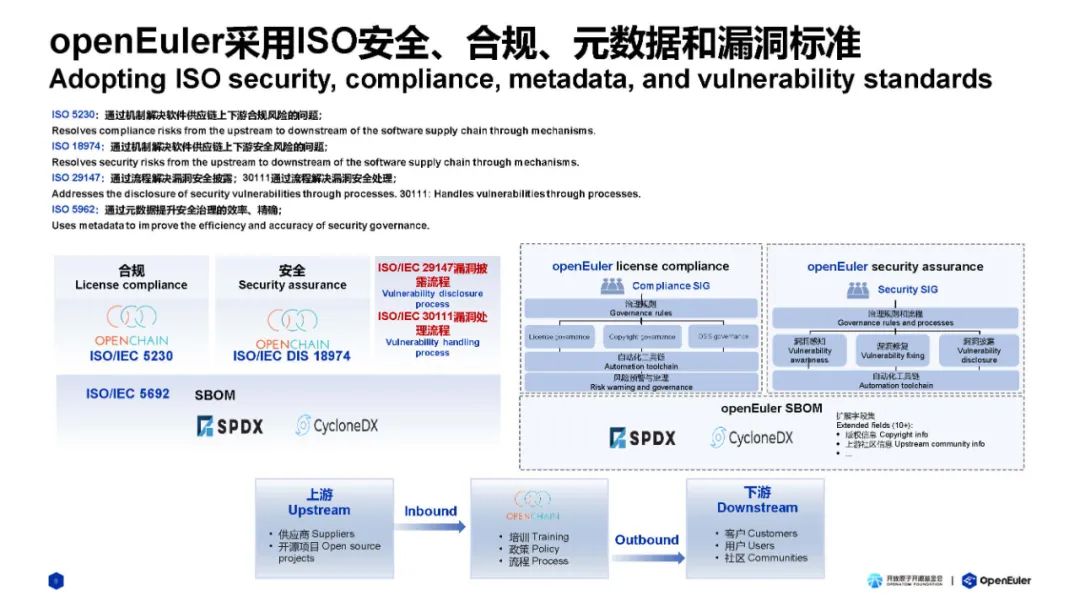 openEuler采用ISO安全、合规、元数据和漏洞标准
Adopting ISO security, compliance, metadata, and vulnerability standards
ISO 5230：通过机制解决软件供应链上下游合规风险的问题；
Resolves compliance risks from the upstream to downstream of the software supply chain through mechanisms.
ISO 18974：通过机制解决软件供应链上下游安全风险的问题；
Resolves security risks from the upstream to downstream of the software supply chain through mechanisms.
ISO 29147：通过流程解决漏洞安全披露；30111通过流程解决漏洞安全处理；
Addresses the disclosure of security vulnerabilities through processes. 30111: Handles vulnerabilities through processes.
ISO 5962：通过元数据提升安全治理的效率、精确；
Uses metadata to improve the efficiency and accuracy of security governance.
合规
License compliance
OPENCHAIN
ISO/IEC 5230
安全
Security assurance
OPENCHAIN
ISO/IEC DIS 18974
ISO/IEC 29147漏洞披
露流程
Vulnerability disclosure
process
ISO/IEC 30111漏洞处
理流程
Vulnerability handling
process
ISO/IEC 5692 SBOM
SPDX CycloneDX
openEuler license compliance
Compliance SIG
治理规则
Governance rules
License governance Copyright governance OSS governance
自动化工具链
Automation toolchain
风险预警与治理
Risk warning and governance
openEuler security assurance
Security SIG
治理规则和流程
Governance rules and processes
漏洞感知
Vulnerability
awareness
漏洞修复
Vulnerability fixing
漏洞披露
Vulnerability
disclosure
自动化工具链
Automation toolchain
openEuler SBOM
SPDX CycloneDX
扩展字段集
Extended fields (10+):
• 版权信息 Copyright info
• 上游社区信息 Upstream community info
• ...
上游
Upstream
• 供应商 Suppliers
• 开源项目 Open source
projects
Inbound
OPENCHAIN
• 培训 Training
• 政策 Policy
• 流程 Process
Outbound
下游
Downstream
• 客户 Customers
• 用户 Users
• 社区 Communities
开放原子开源基金会
OPENATOM FOUNDATION
OpenEuler